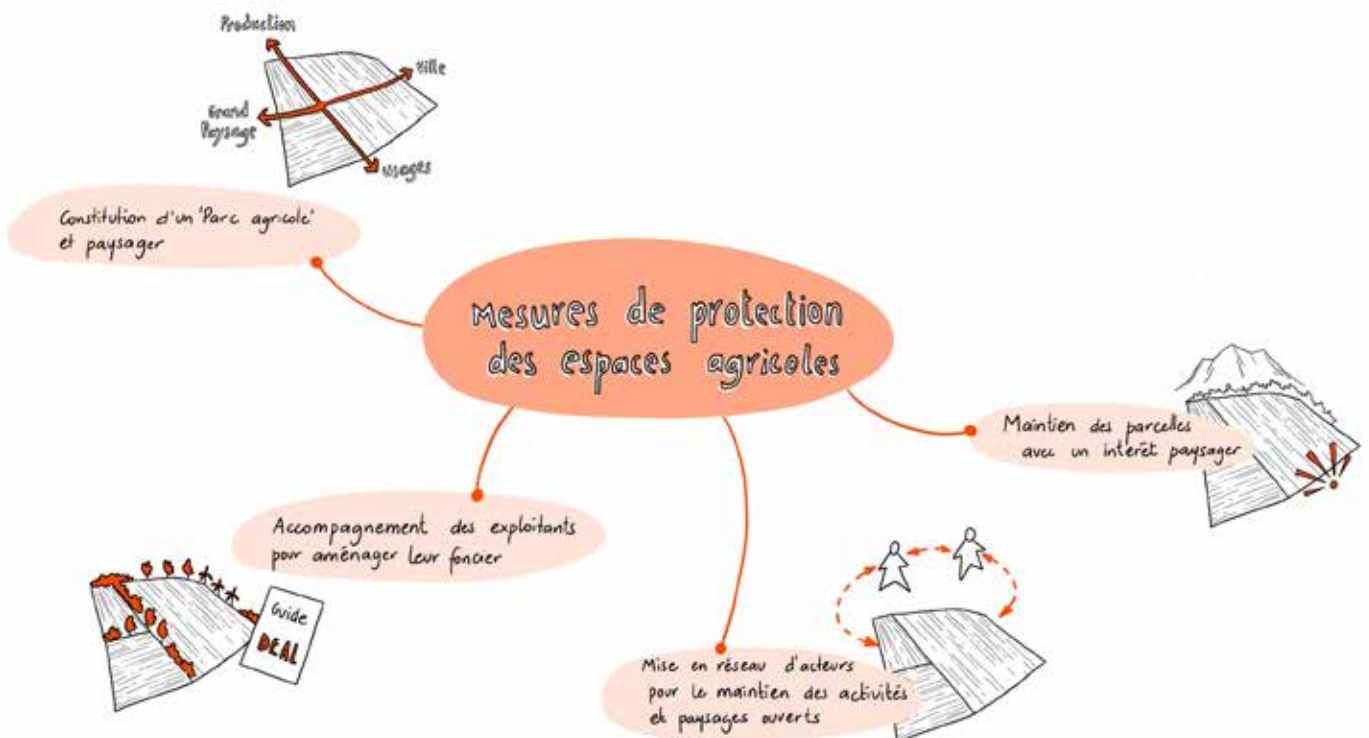 Production
Ville
Grand
Paysage
Usages
Constitution d'un 'Parc agricole'
et paysager
Mesures de protection
des espaces agricoles
Maintien des parcelles
avec un intérêt paysager
Accompagnement des exploitants
pour aménager leur foncier
Guide
DEAL
Mise en réseau d'acteurs
pour le maintien des activités
et paysages ouverts